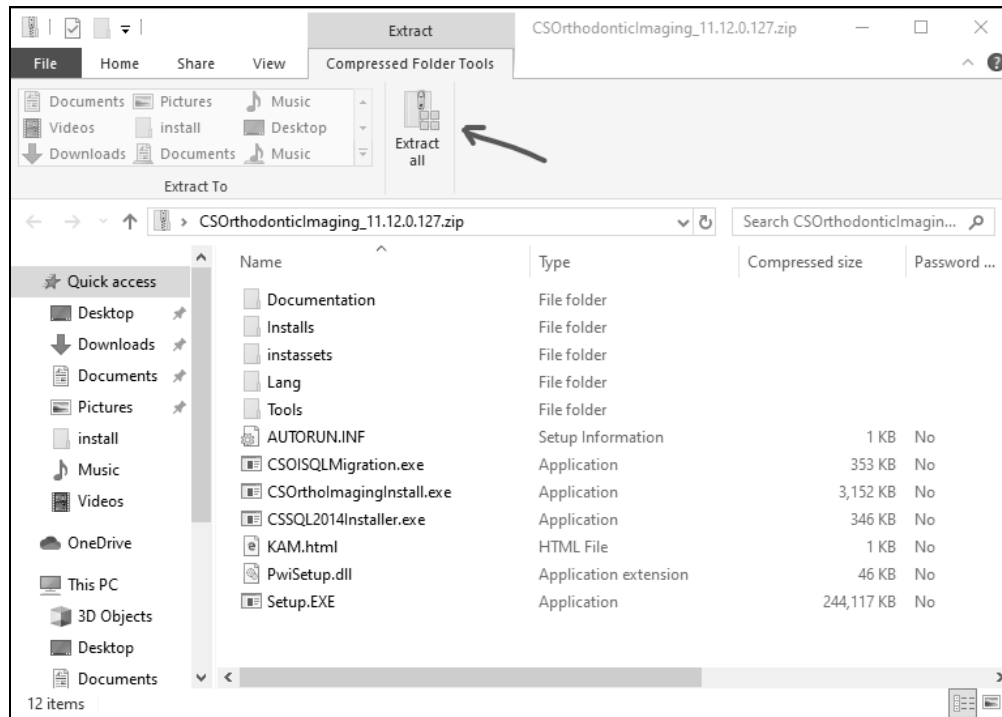 Extract CSOrthodonticImaging_11.12.0.127.zip
File Home Share View Compressed Folder Tools ?
Documents Pictures Music
Videos install Desktop
Downloads Documents Music
Extract
all
Extract To
CSOrthodonticImaging_11.12.0.127.zip Search CSOrthodonticImagin...
Name Type Compressed size Password ...
Quick access
Desktop
Downloads
Documents
Pictures
install
Music
Videos
OneDrive
This PC
3D Objects
Desktop
Documents
Documentation File folder
Installs File folder
instassets File folder
Lang File folder
Tools File folder
AUTORUN.INF Setup Information 1 KB No
CSOISQLMigration.exe Application 353 KB No
CSOrthoImagingInstall.exe Application 3,152 KB No
CSSQL2014Installer.exe Application 346 KB No
KAM.html HTML File 1 KB No
PwiSetup.dll Application extension 46 KB No
Setup.EXE Application 244,117 KB No
12 items